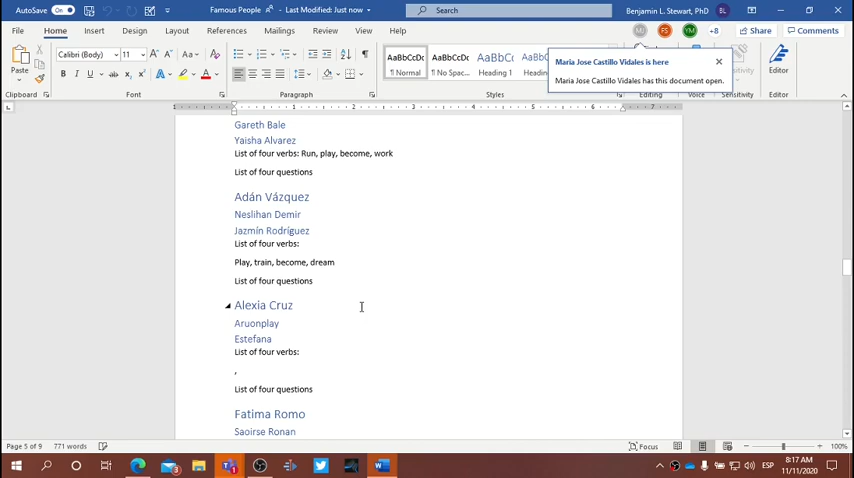 AutoSave On Famous People Last Modified: Just now Search Benjamin L. Stewart, PhD BL
File Home Insert Draw Design Layout References Mailings Review View Help MJ FS YM +8 Share Comments
Maria Jose Castillo Vidales is here
Maria Jose Castillo Vidales has this document open.
Paste
Calibri (Body) 11
AaBbCcDc AaBbCcDc AaBbCc
Normal No Spac... Heading 1
Editing Voice Sensitivity Editor
Clipboard Font Paragraph Styles Editor
Gareth Bale
Yaisha Alvarez
List of four verbs: Run, play, become, work
List of four questions
Adán Vázquez
Neslihan Demir
Jazmín Rodríguez
List of four verbs:
Play, train, become, dream
List of four questions
Alexia Cruz
Aruonplay
Estefana
List of four verbs:
,
List of four questions
Fatima Romo
Saoirse Ronan
Page 5 of 9 771 words Focus 100%
ESP
8:17 AM
11/11/2020